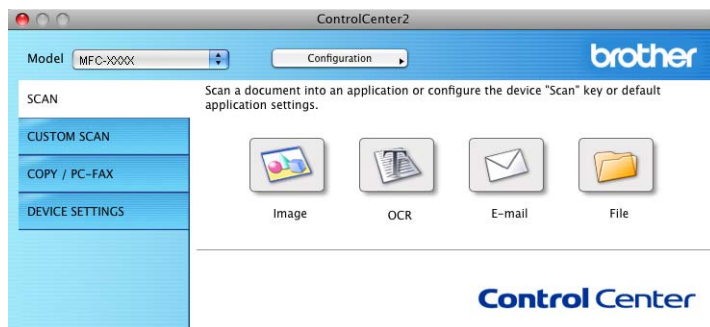 ControlCenter2
Model MFC-XXXX Configuration brother
SCAN
Scan a document into an application or configure the device "Scan" key or default
application settings.
CUSTOM SCAN
COPY / PC-FAX
DEVICE SETTINGS
Image OCR E-mail File
Control Center